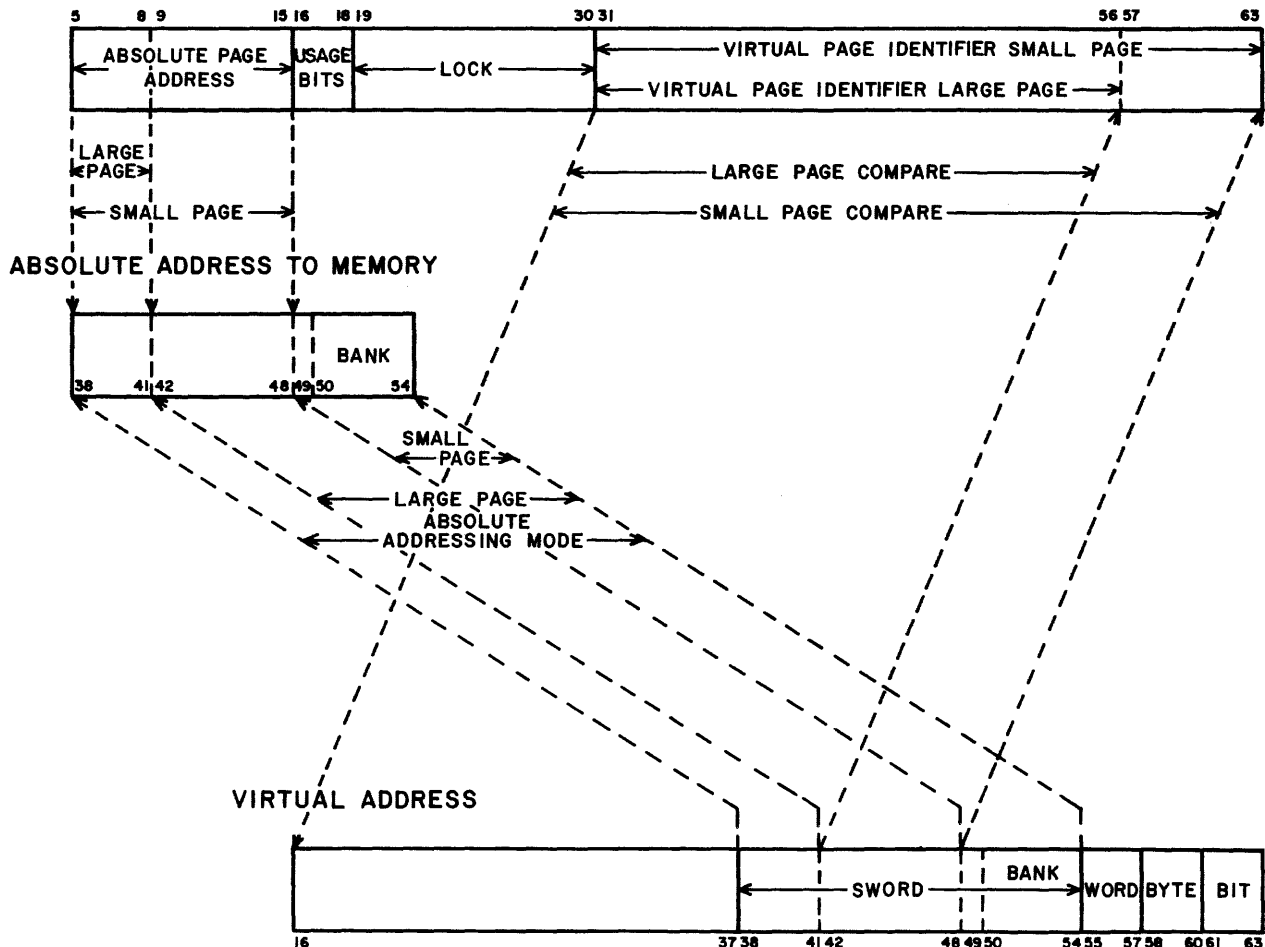 5 8 9 15 16 18 19 30 31 56 57 63
ABSOLUTE PAGE ADDRESS
USAGE BITS
LOCK
VIRTUAL PAGE IDENTIFIER SMALL PAGE
VIRTUAL PAGE IDENTIFIER LARGE PAGE
LARGE PAGE
LARGE PAGE COMPARE
SMALL PAGE
SMALL PAGE COMPARE
ABSOLUTE ADDRESS TO MEMORY
BANK
38 41 42 48 49 50 54
SMALL PAGE
LARGE PAGE
ABSOLUTE ADDRESSING MODE
VIRTUAL ADDRESS
SWORD
BANK
WORD
BYTE
BIT
16 37 38 41 42 48 49 50 54 55 57 58 60 61 63